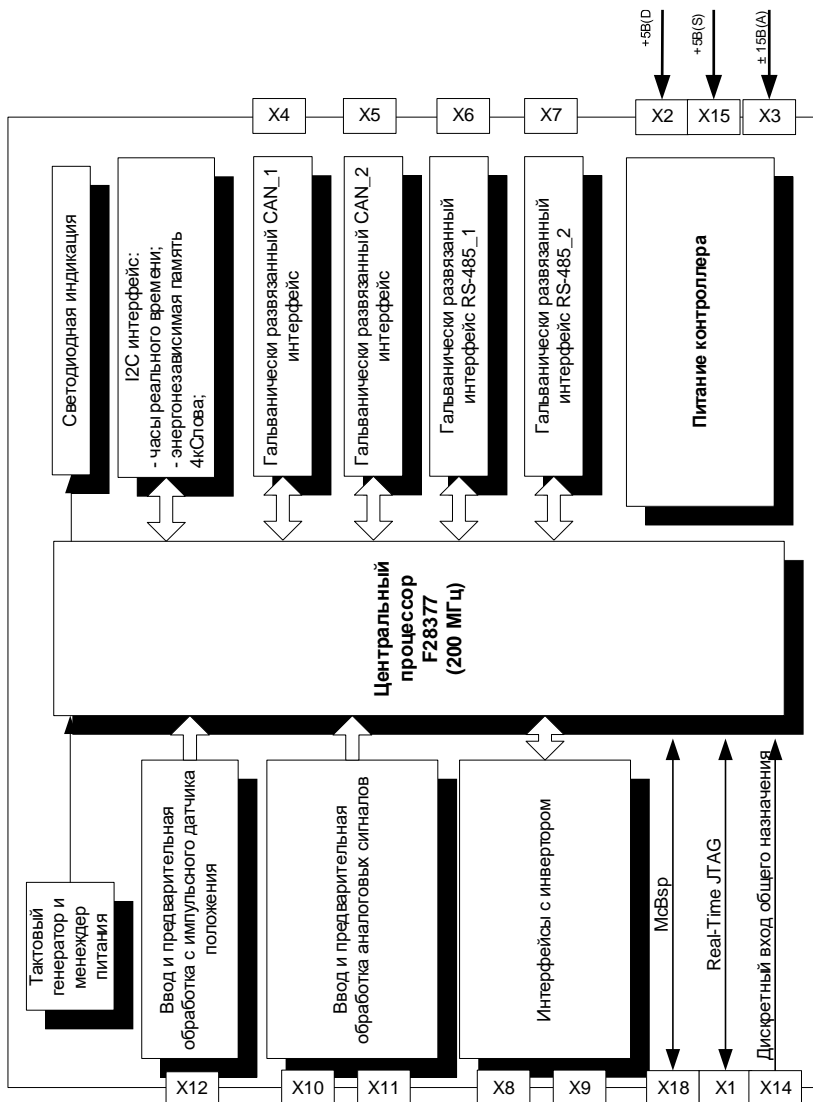 +5В(D
+5В(S)
± 15В(A)
X4
X5
X6
X7
X2
X15
X3
Светодиодная индикация
I2C интерфейс:
- часы реального времени;
- энергонезависимая память
4кСлова;
Гальванически развязанный CAN_1
интерфейс
Гальванически развязанный CAN_2
интерфейс
Гальванически развязанный
интерфейс RS-485_1
Гальванически развязанный
интерфейс RS-485_2
Питание контроллера
Центральный
процессор
F28377
(200 МГц)
Тактовый
генератор и
менеждер
питания
Ввод и предварительная
обработка с импульсного датчика
положения
Ввод и предварительная
обработка аналоговых сигналов
Интерфейсы с инвертором
McBsp
Real-Time JTAG
Дискретный вход общего назначения
X12
X10
X11
X8
X9
X18
X1
X14